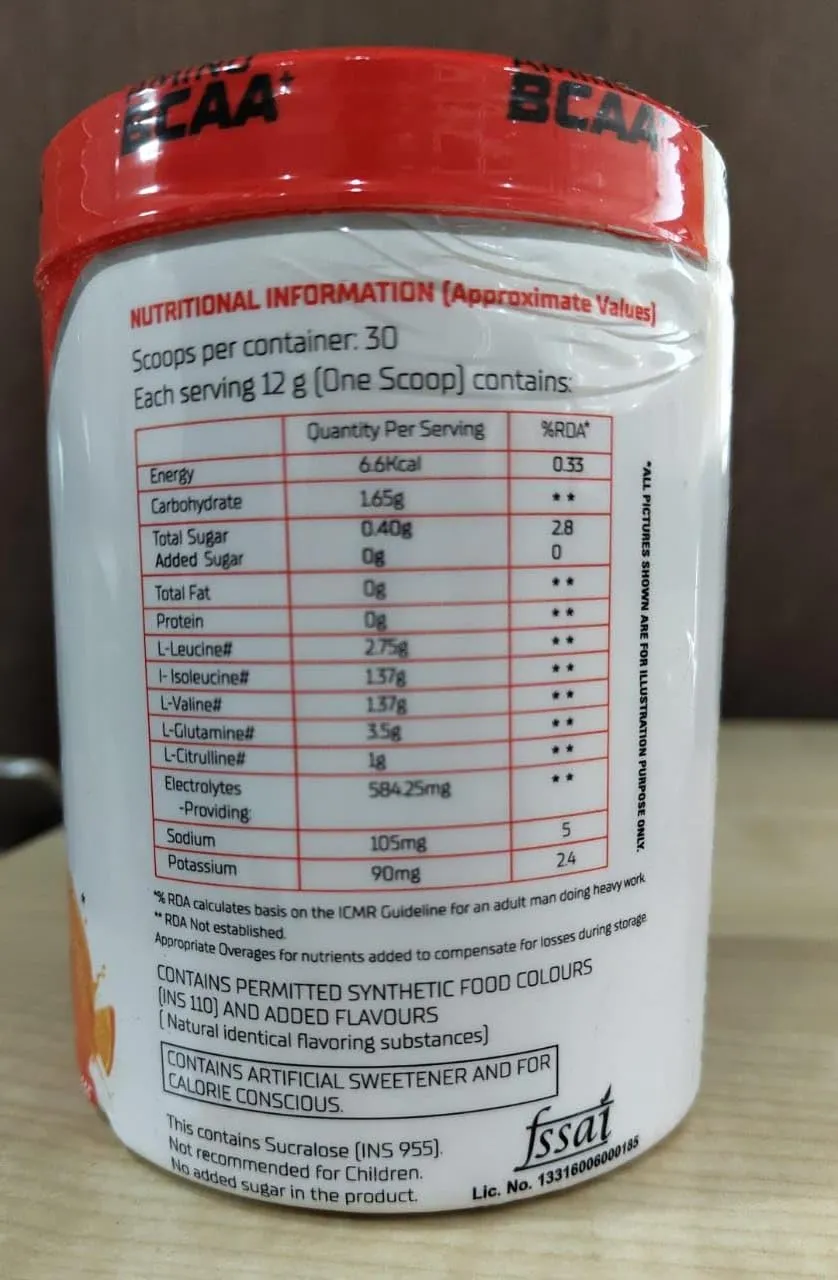 AMINO
BCAA+
AMINO
BCAA
NUTRITIONAL INFORMATION (Approximate Values)
Scoops per container: 30
Each serving 12 g (One Scoop) contains:
Quantity Per Serving %RDA*
Energy 6.6Kcal 0.33
Carbohydrate 1.65g **
Total Sugar 0.40g 2.8
Added Sugar 0g 0
Total Fat 0g **
Protein 0g **
L-Leucine# 2.75g **
l-Isoleucine# 1.37g **
L-Valine# 1.37g **
L-Glutamine# 3.5g **
L-Citrulline# 1g **
Electrolytes 584.25mg **
-Providing:
Sodium 105mg 5
Potassium 90mg 2.4
*ALL PICTURES SHOWN ARE FOR ILLUSTRATION PURPOSE ONLY.
*% RDA calculates basis on the ICMR Guideline for an adult man doing heavy work
** RDA Not established.
Appropriate Overages for nutrients added to compensate for losses during storage
CONTAINS PERMITTED SYNTHETIC FOOD COLOURS
(INS 110) AND ADDED FLAVOURS
(Natural identical flavoring substances)
CONTAINS ARTIFICIAL SWEETENER AND FOR
CALORIE CONSCIOUS.
This contains Sucralose (INS 955).
Not recommended for Children.
No added sugar in the product.
fssai
Lic. No. 13316006000185